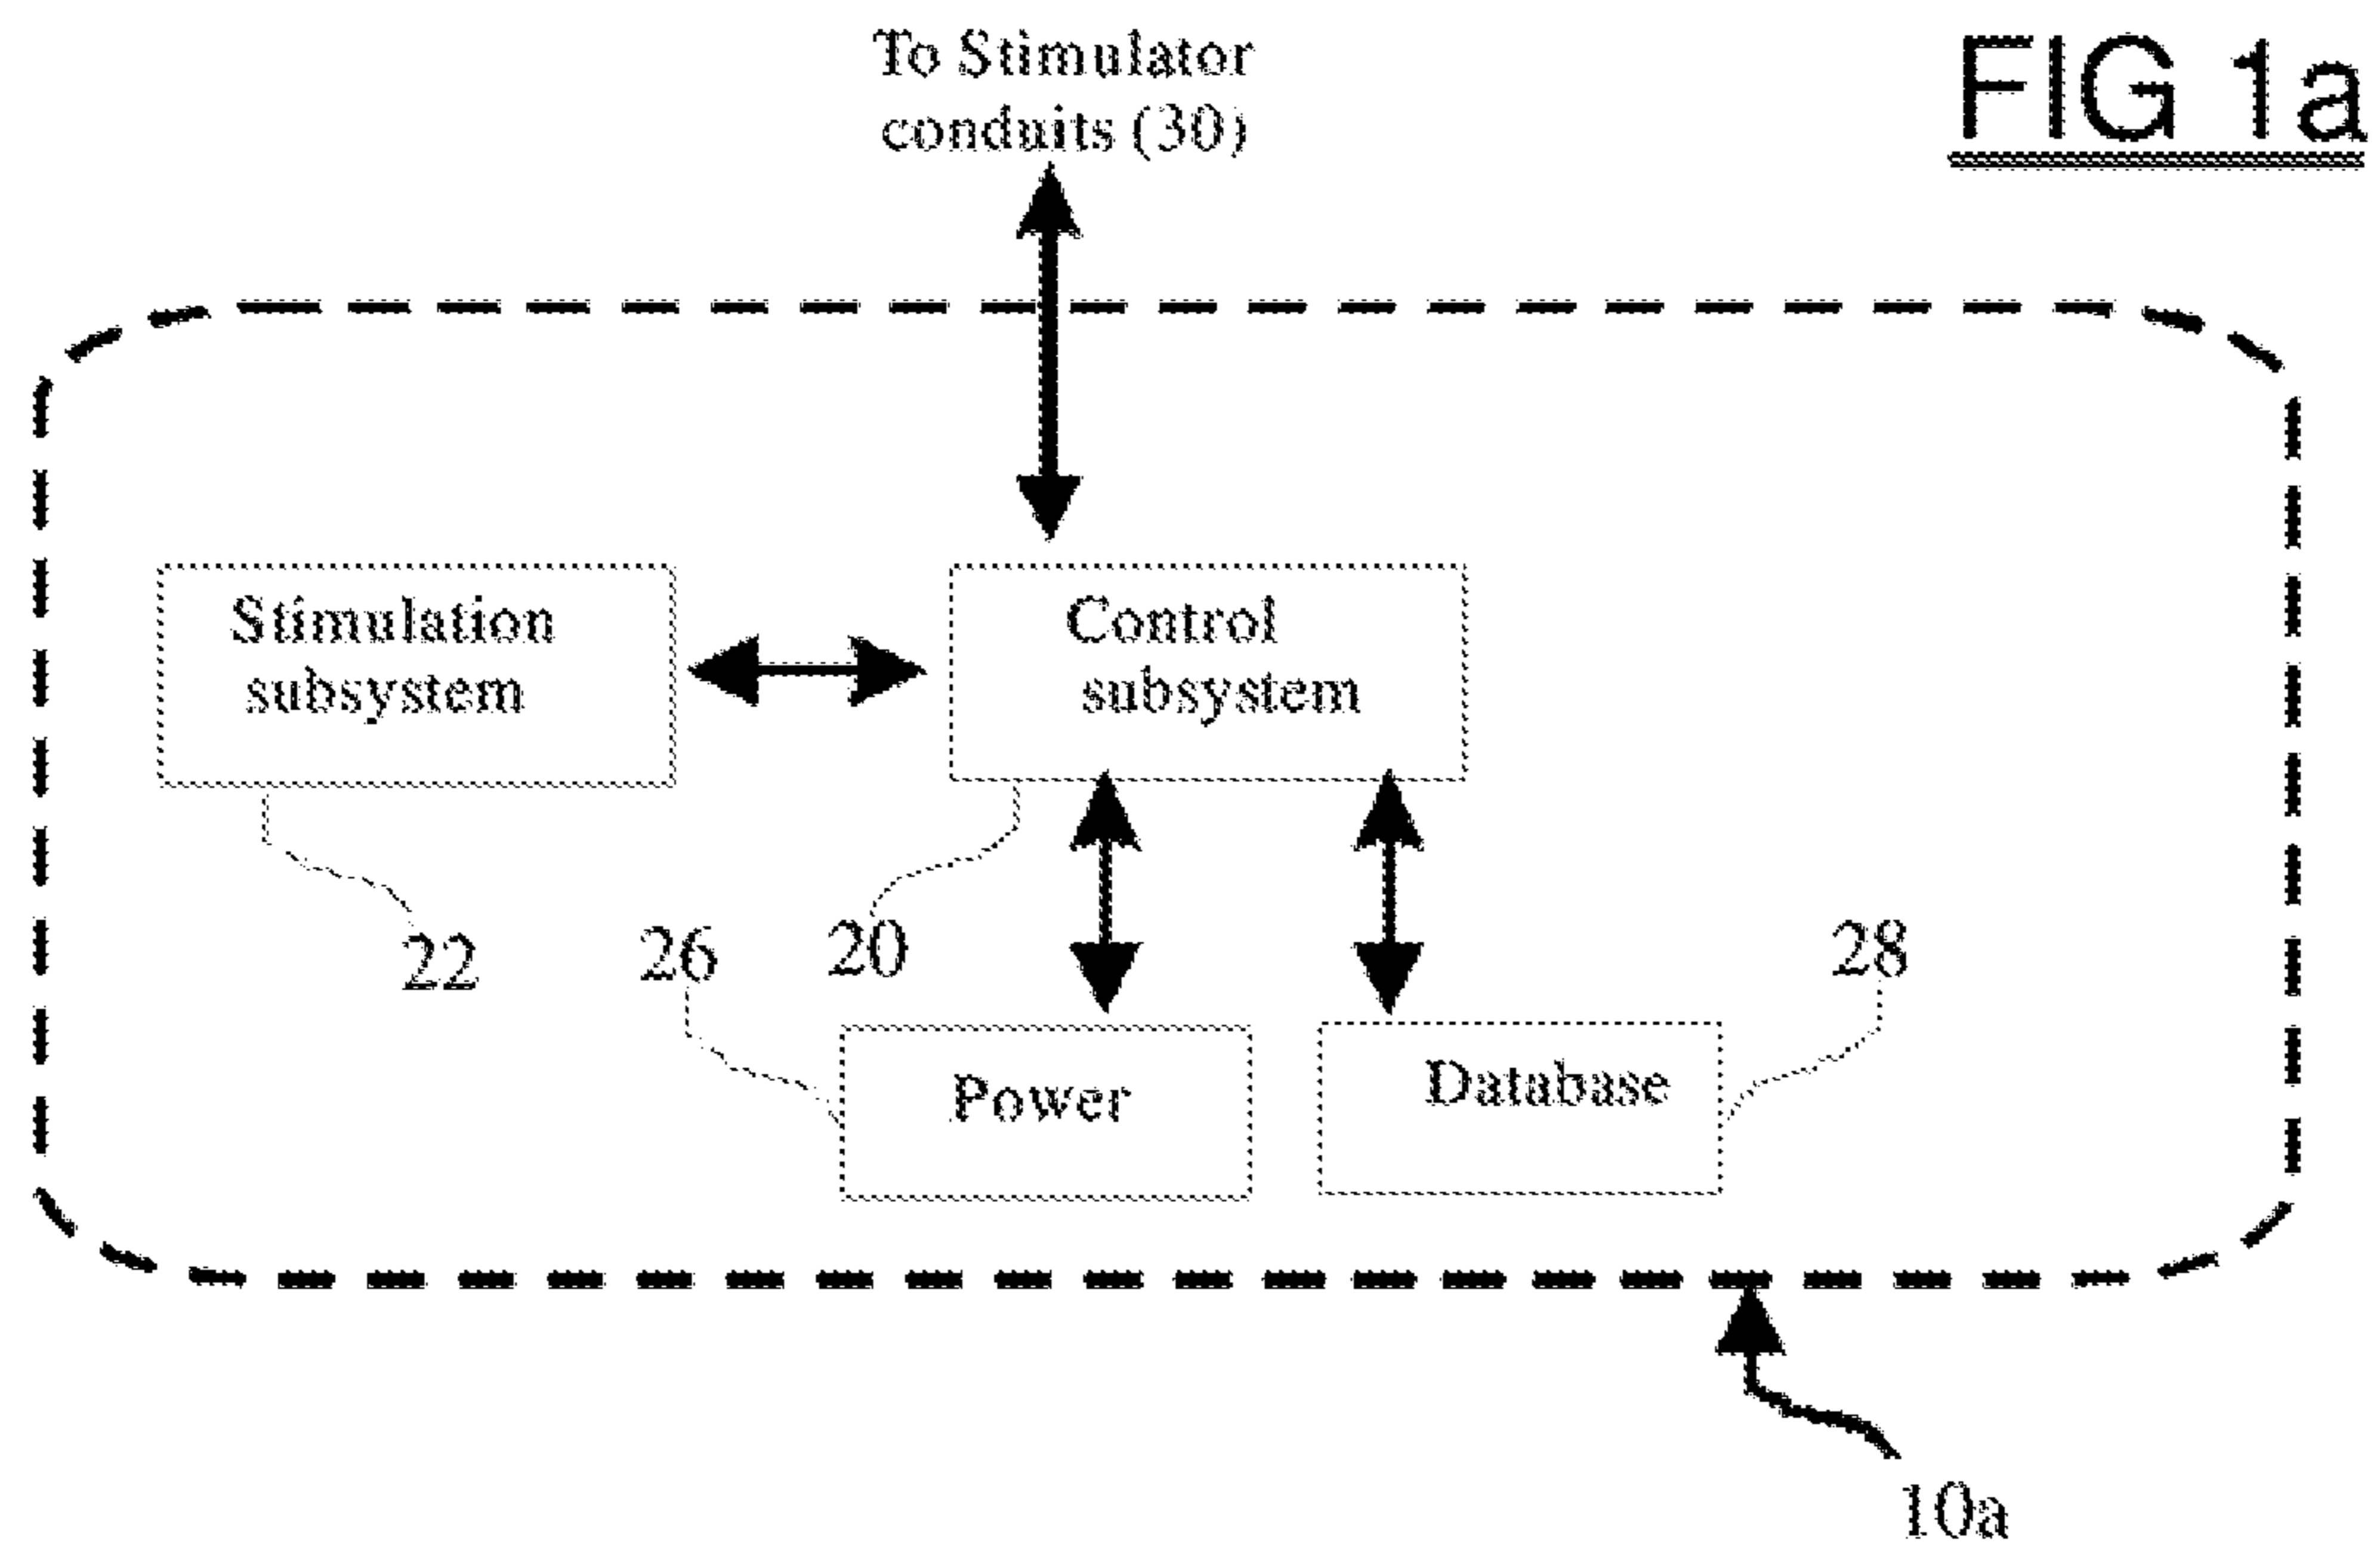 To Stimulator
conduits (30)
FIG 1a
Stimulation
subsystem
Control
subsystem
22
26
20
28
Power
Database
10a